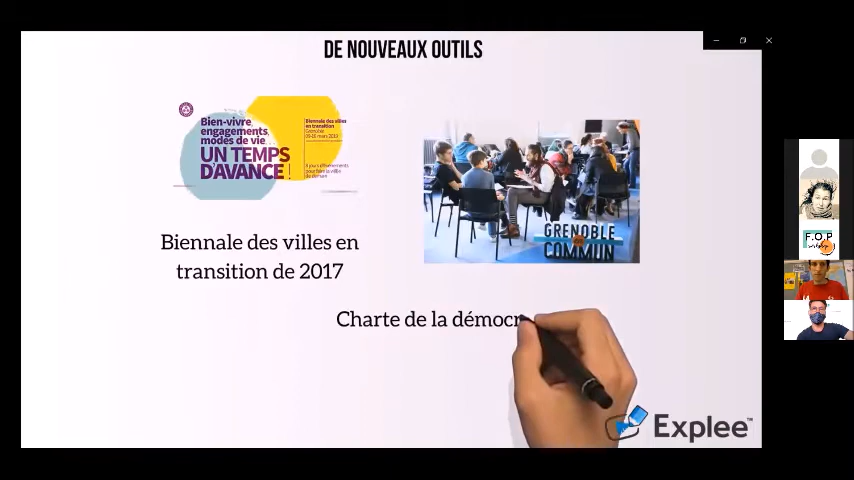 DE NOUVEAUX OUTILS
Bien-vivre,
engagements,
modes de vie...
UN TEMPS
D'AVANCE !
Biennale des villes
en transition
Grenoble
GRENOBLE
EN
COMMUN
Biennale des villes en
transition de 2017
Charte de la démocr
Explee™
F.O.P